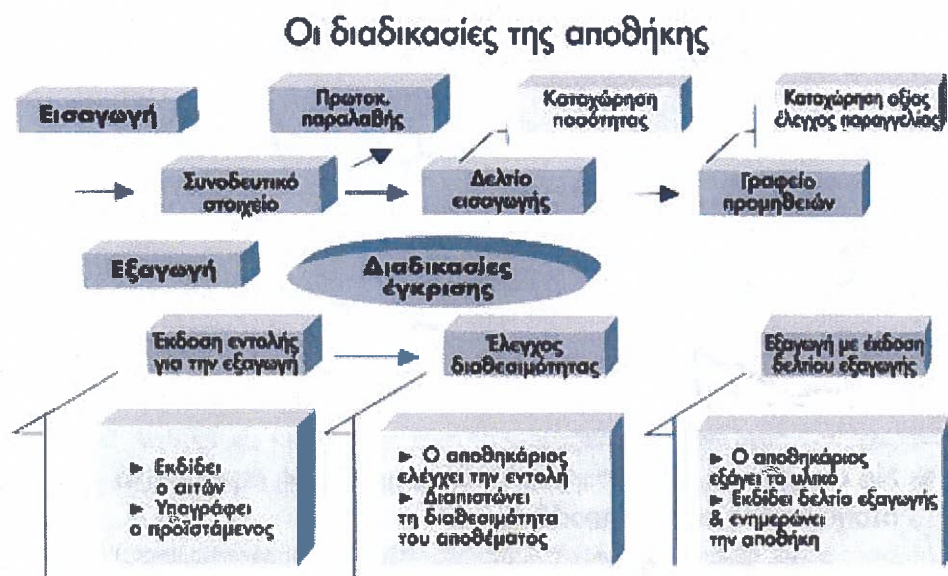 Οι διαδικασίες της αποθήκης
Εισαγωγή
Πρωτοκ.
παραλαβής
Καταχώρηση
ποσότητας
Καταχώρηση αξίας
έλεγχος παραγγελίας
Συνοδευτικό
στοιχείο
Δελτίο
εισαγωγής
Γραφείο
προμηθειών
Εξαγωγή
Διαδικασίες
έγκρισης
Έκδοση εντολής
για την εξαγωγή
Έλεγχος
διαθεσιμότητας
Εξαγωγή με έκδοση
δελτίου εξαγωγής
► Εκδίδει
ο αιτών
► Υπογράφει
ο προϊστάμενος
► Ο αποθηκάριος
ελέγχει την εντολή
► Διαπιστώνει
τη διαθεσιμότητα
του αποθέματος
► Ο αποθηκάριος
εξάγει το υλικό
► Εκδίδει δελτίο εξαγωγής
& ενημερώνει
την αποθήκη